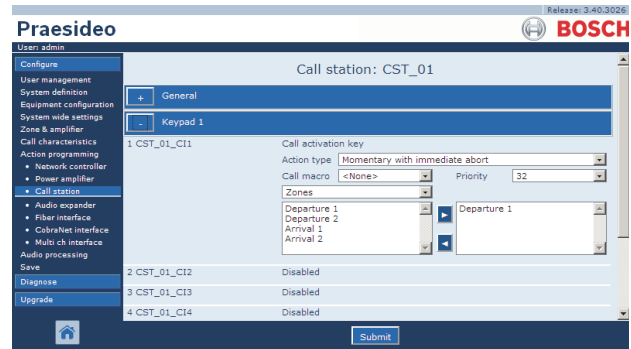 Release: 3.40.3026
Praesideo
BOSCH
User: admin
Configure
User management
System definition
Equipment configuration
System wide settings
Zone & amplifier
Call characteristics
Action programming
• Network controller
• Power amplifier
• Call station
• Audio expander
• Fiber interface
• CobraNet interface
• Multi ch interface
Audio processing
Save
Diagnose
Upgrade
Call station: CST_01
+ General
- Keypad 1
1 CST_01_CI1 Call activation key
Action type Momentary with immediate abort
Call macro <None> Priority 32
Zones
Departure 1
Departure 2
Arrival 1
Arrival 2
Departure 1
2 CST_01_CI2 Disabled
3 CST_01_CI3 Disabled
4 CST_01_CI4 Disabled
Submit